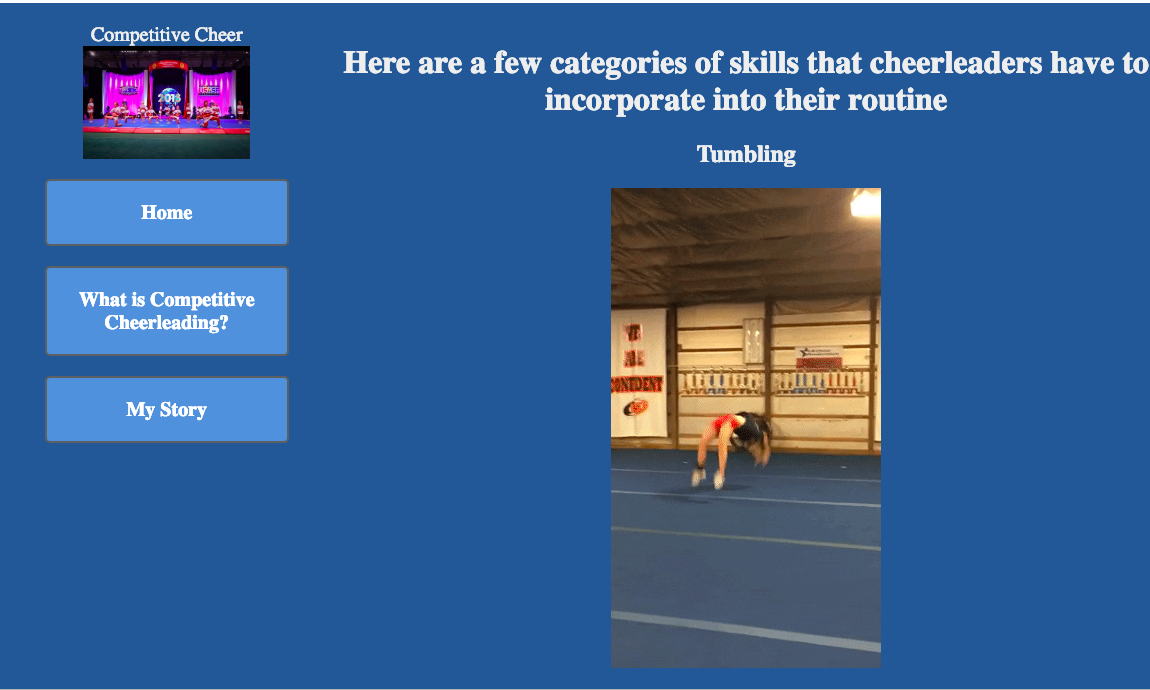 Competitive Cheer
2013
Home
What is Competitive
Cheerleading?
My Story
Here are a few categories of skills that cheerleaders have to
incorporate into their routine
Tumbling